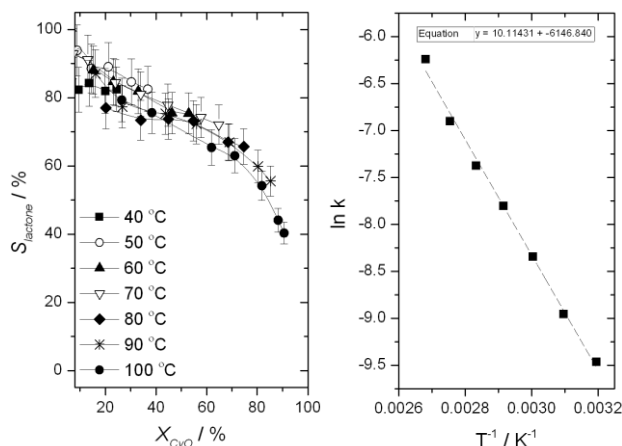 100
80
60
40
20
0
S_lactone / %
40 °C
50 °C
60 °C
70 °C
80 °C
90 °C
100 °C
20 40 60 80 100
X_CyO / %
Equation y = 10.11431 + -6146.840
-6.0
-6.5
-7.0
-7.5
-8.0
-8.5
-9.0
-9.5
ln k
0.0026 0.0028 0.0030 0.0032
T⁻¹ / K⁻¹